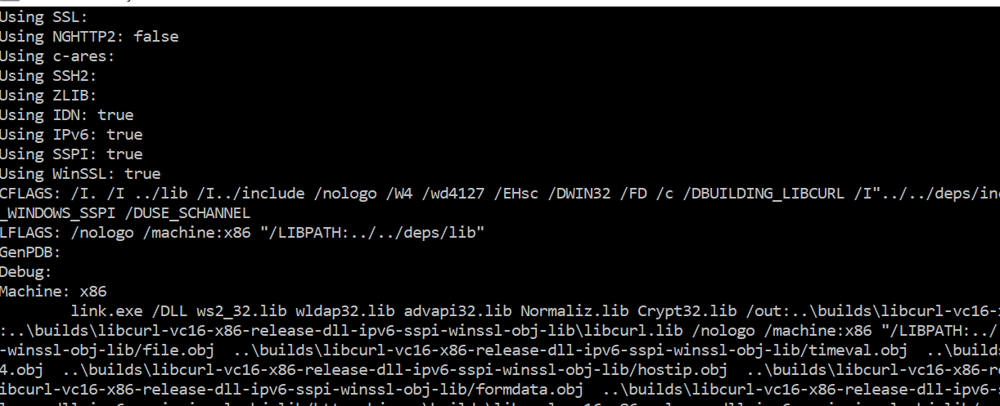 Using SSL:
Using NGHTTP2: false
Using c-ares:
Using SSH2:
Using ZLIB:
Using IDN: true
Using IPv6: true
Using SSPI: true
Using WinSSL: true
CFLAGS: /I. /I ../lib /I../include /nologo /W4 /wd4127 /EHsc /DWIN32 /FD /c /DBUILDING_LIBCURL /I"../../deps/inc
_WINDOWS_SSPI /DUSE_SCHANNEL
LFLAGS: /nologo /machine:x86 "/LIBPATH:../../deps/lib"
GenPDB:
Debug:
Machine: x86
link.exe /DLL ws2_32.lib wldap32.lib advapi32.lib Normaliz.lib Crypt32.lib /out:..\builds\libcurl-vc16-x
:..\builds\libcurl-vc16-x86-release-dll-ipv6-sspi-winssl-obj-lib\libcurl.lib /nologo /machine:x86 "/LIBPATH:../
-winssl-obj-lib/file.obj ..\builds\libcurl-vc16-x86-release-dll-ipv6-sspi-winssl-obj-lib/timeval.obj ..\builds
4.obj ..\builds\libcurl-vc16-x86-release-dll-ipv6-sspi-winssl-obj-lib/hostip.obj ..\builds\libcurl-vc16-x86-re
ibcurl-vc16-x86-release-dll-ipv6-sspi-winssl-obj-lib/formdata.obj ..\builds\libcurl-vc16-x86-release-dll-ipv6-s